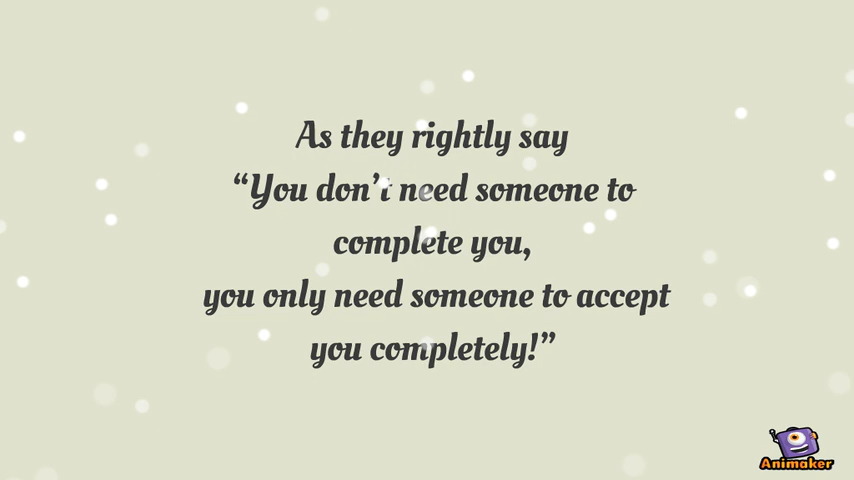 As they rightly say
“You don’t need someone to
complete you,
you only need someone to accept
you completely!”
Animaker